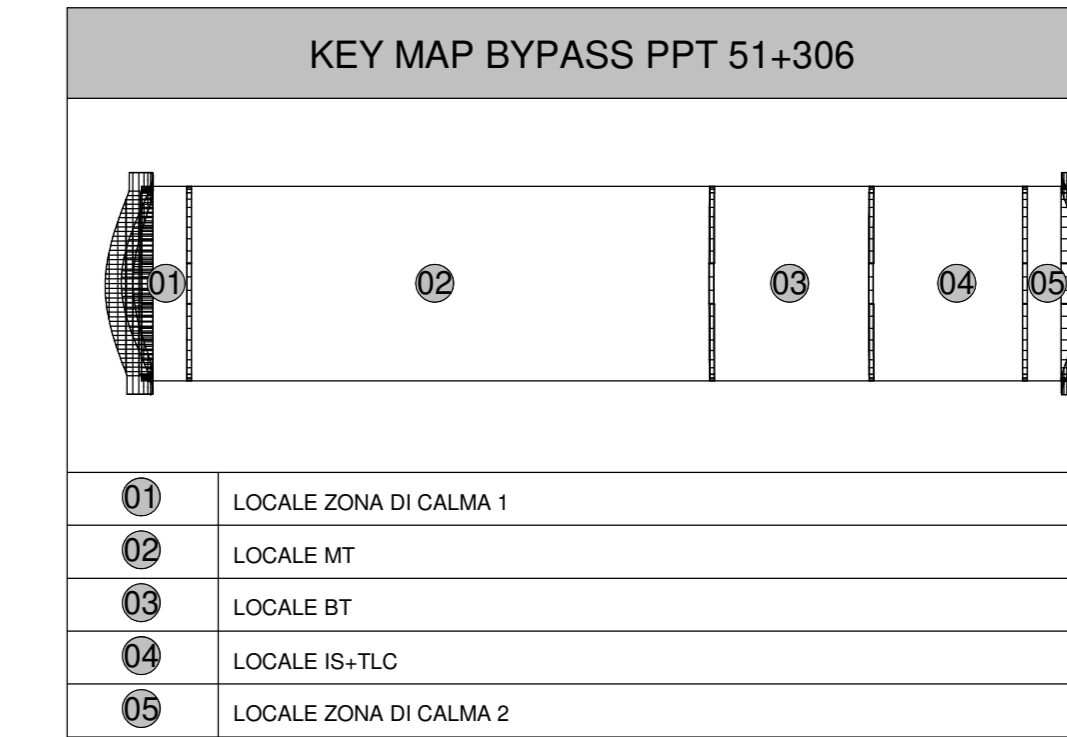 KEY MAP BYPASS PPT 51+306
01 02 03 04 05
01 LOCALE ZONA DI CALMA 1
02 LOCALE MT
03 LOCALE BT
04 LOCALE IS+TLC
05 LOCALE ZONA DI CALMA 2